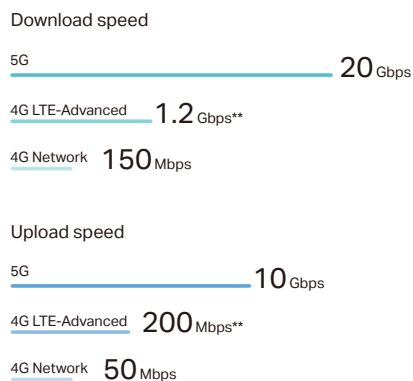 Download speed
5G
20 Gbps
4G LTE-Advanced 1.2 Gbps**
4G Network 150 Mbps
Upload speed
5G
10 Gbps
4G LTE-Advanced 200 Mbps**
4G Network 50 Mbps